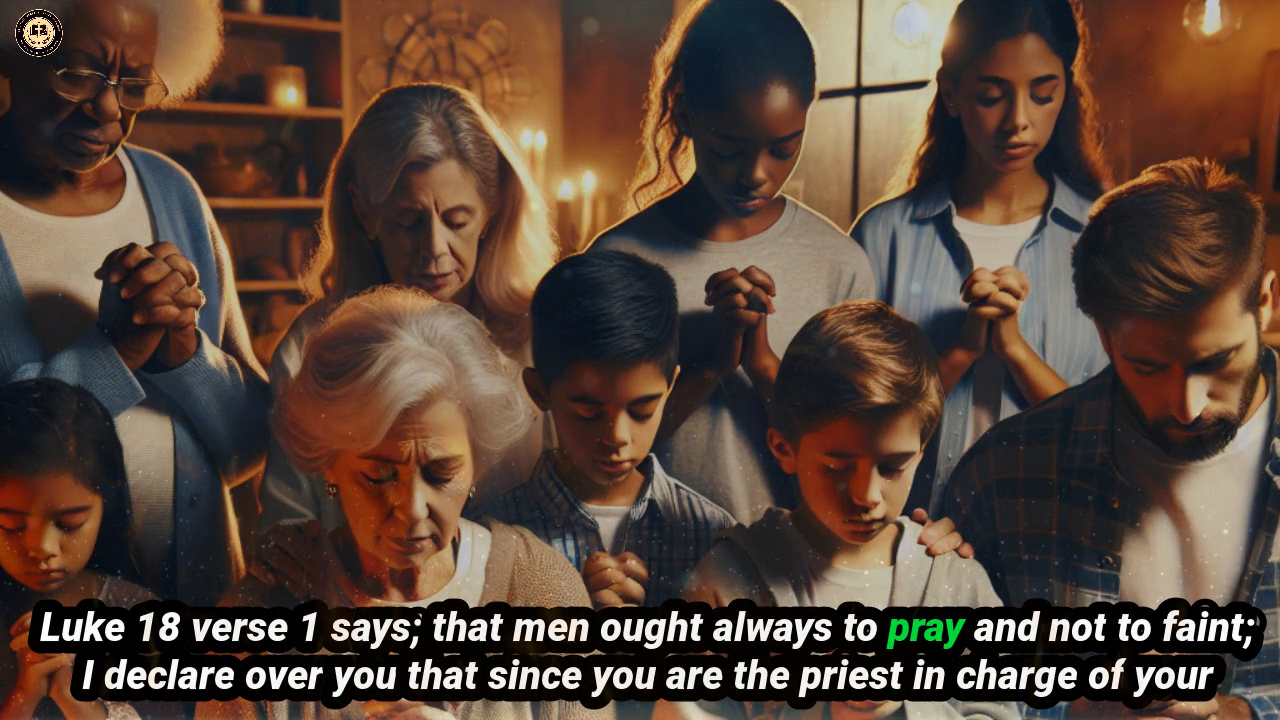 Luke 18 verse 1 says; that men ought always to pray and not to faint;
I declare over you that since you are the priest in charge of your